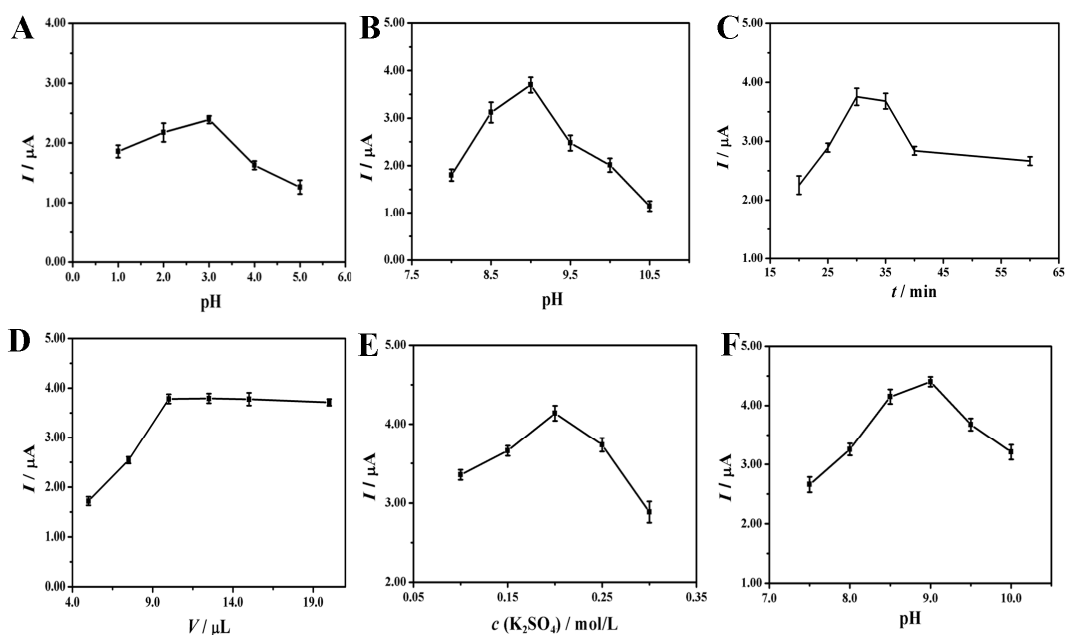 A
4.00
3.00
2.00
1.00
0.00
I / μA
0.0 1.0 2.0 3.0 4.0 5.0 6.0
pH
B
5.00
4.00
3.00
2.00
1.00
0.00
I / μA
7.5 8.5 9.5 10.5
pH
C
5.00
4.00
3.00
2.00
1.00
I / μA
15 25 35 45 55 65
t / min
D
5.00
4.00
3.00
2.00
1.00
0.00
I / μA
4.0 9.0 14.0 19.0
V / μL
E
5.00
4.00
3.00
2.00
I / μA
0.05 0.15 0.25 0.35
c (K₂SO₄) / mol/L
F
5.00
4.00
3.00
2.00
1.00
I / μA
7.0 8.0 9.0 10.0
pH